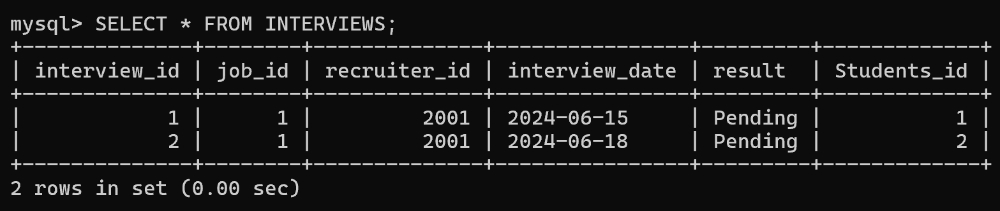 mysql> SELECT * FROM INTERVIEWS;
+--------------+--------+--------------+----------------+---------+-------------+
| interview_id | job_id | recruiter_id | interview_date | result  | Students_id |
+--------------+--------+--------------+----------------+---------+-------------+
|            1 |      1 |         2001 | 2024-06-15     | Pending |           1 |
|            2 |      1 |         2001 | 2024-06-18     | Pending |           2 |
+--------------+--------+--------------+----------------+---------+-------------+
2 rows in set (0.00 sec)